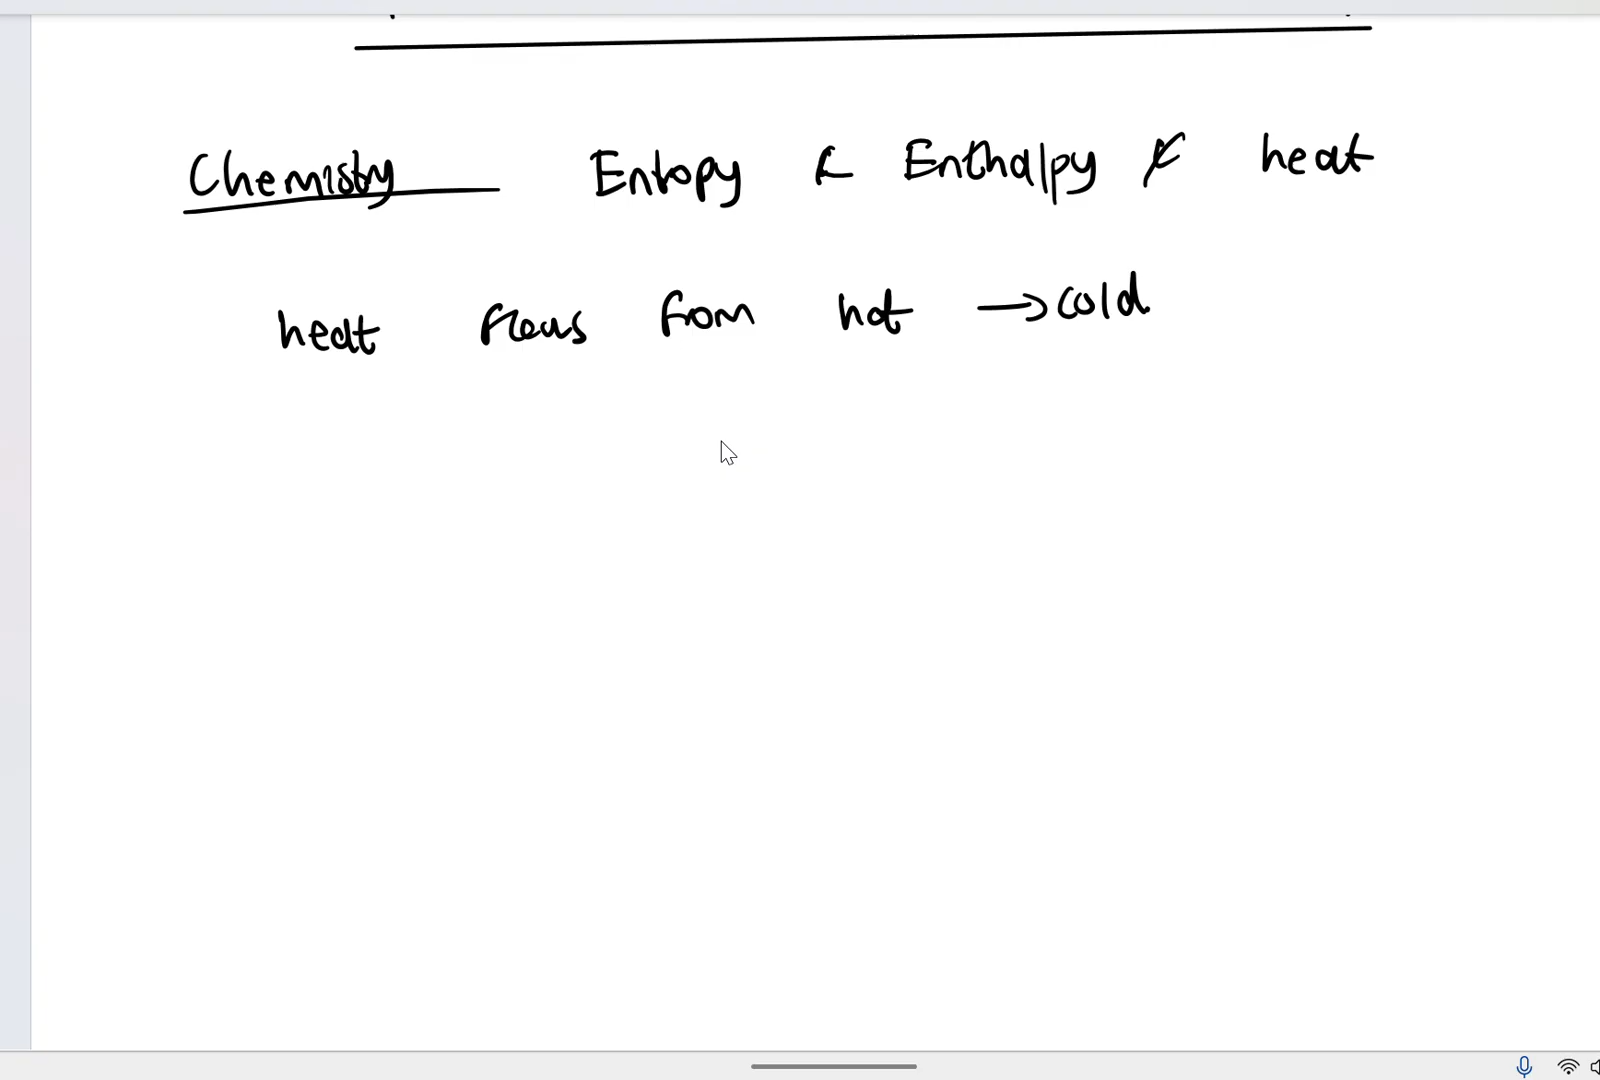 Chemistry Entropy & Enthalpy & heat
heat flows from hot → cold